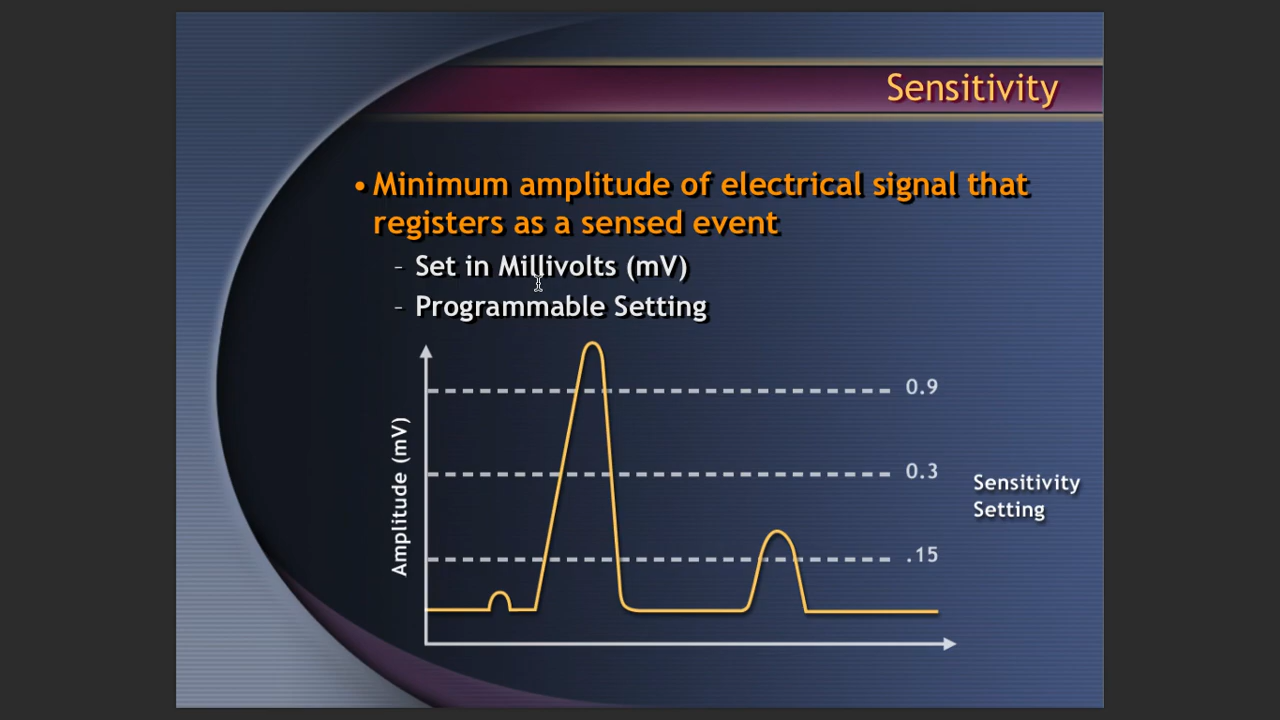 Sensitivity
• Minimum amplitude of electrical signal that
registers as a sensed event
– Set in Millivolts (mV)
– Programmable Setting
Amplitude (mV)
0.9
0.3
.15
Sensitivity
Setting